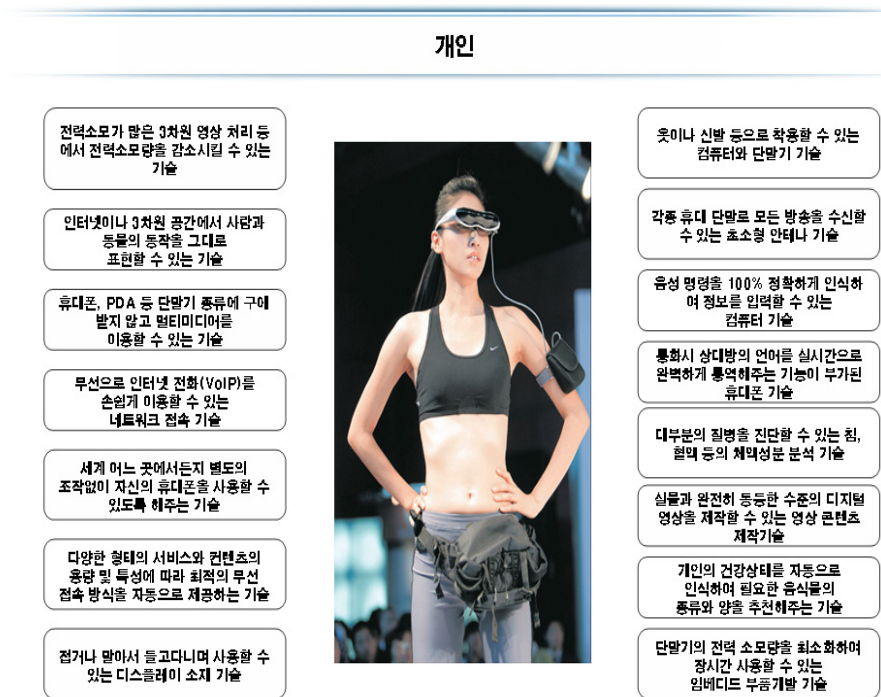 개인
전력소모가 많은 3차원 영상 처리 등
에서 전력소모량을 감소시킬 수 있는
기술
인터넷이나 3차원 공간에서 사람과
동물의 동작을 그대로
표현할 수 있는 기술
휴대폰, PDA 등 단말기 종류에 구애
받지 않고 멀티미디어를
이용할 수 있는 기술
무선으로 인터넷 전화(VoIP)를
손쉽게 이용할 수 있는
네트워크 접속 기술
세계 어느 곳에서든지 별도의
조작없이 자신의 휴대폰을 사용할 수
있도록 해주는 기술
다양한 형태의 서비스와 컨텐츠의
용량 및 특성에 따라 최적의 무선
접속 방식을 자동으로 제공하는 기술
접거나 말아서 들고다니며 사용할 수
있는 디스플레이 소재 기술
옷이나 신발 등으로 착용할 수 있는
컴퓨터와 단말기 기술
각종 휴대 단말로 모든 방송을 수신할
수 있는 초소형 안테나 기술
음성 명령을 100% 정확하게 인식하
여 정보를 입력할 수 있는
컴퓨터 기술
통화시 상대방의 언어를 실시간으로
완벽하게 통역해주는 기능이 부가된
휴대폰 기술
대부분의 질병을 진단할 수 있는 침,
혈액 등의 체액성분 분석 기술
실물과 완전히 동등한 수준의 디지털
영상을 제작할 수 있는 영상 콘텐츠
제작기술
개인의 건강상태를 자동으로
인식하여 필요한 음식물의
종류와 양을 추천해주는 기술
단말기의 전력 소모량을 최소화하여
장시간 사용할 수 있는
임베디드 부품개발 기술